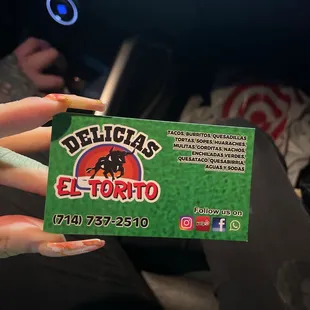 DELICIAS
EL TORITO
(714) 737-2510
TACOS, BURRITOS, QUESADILLAS
TORTAS, SOPES, HUARACHES,
MULITAS, GORDITAS, NACHOS,
ENCHILADAS VERDES,
QUESATACO, QUESABIRRIA,
AGUAS Y SODAS
Follow us on